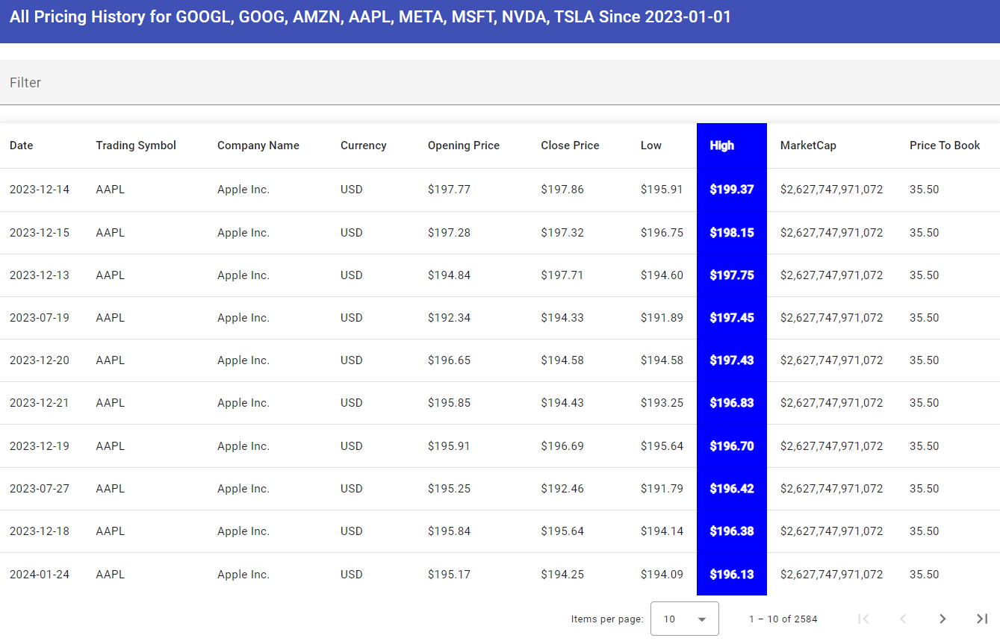 All Pricing History for GOOGL, GOOG, AMZN, AAPL, META, MSFT, NVDA, TSLA Since 2023-01-01
Filter
Date Trading Symbol Company Name Currency Opening Price Close Price Low High MarketCap Price To Book
2023-12-14 AAPL Apple Inc. USD $197.77 $197.86 $195.91 $199.37 $2,627,747,971,072 35.50
2023-12-15 AAPL Apple Inc. USD $197.28 $197.32 $196.75 $198.15 $2,627,747,971,072 35.50
2023-12-13 AAPL Apple Inc. USD $194.84 $197.71 $194.60 $197.75 $2,627,747,971,072 35.50
2023-07-19 AAPL Apple Inc. USD $192.34 $194.33 $191.89 $197.45 $2,627,747,971,072 35.50
2023-12-20 AAPL Apple Inc. USD $196.65 $194.58 $194.58 $197.43 $2,627,747,971,072 35.50
2023-12-21 AAPL Apple Inc. USD $195.85 $194.43 $193.25 $196.83 $2,627,747,971,072 35.50
2023-12-19 AAPL Apple Inc. USD $195.91 $196.69 $195.64 $196.70 $2,627,747,971,072 35.50
2023-07-27 AAPL Apple Inc. USD $195.25 $192.46 $191.79 $196.42 $2,627,747,971,072 35.50
2023-12-18 AAPL Apple Inc. USD $195.84 $195.64 $194.14 $196.38 $2,627,747,971,072 35.50
2024-01-24 AAPL Apple Inc. USD $195.17 $194.25 $194.09 $196.13 $2,627,747,971,072 35.50
Items per page: 10 1 – 10 of 2584